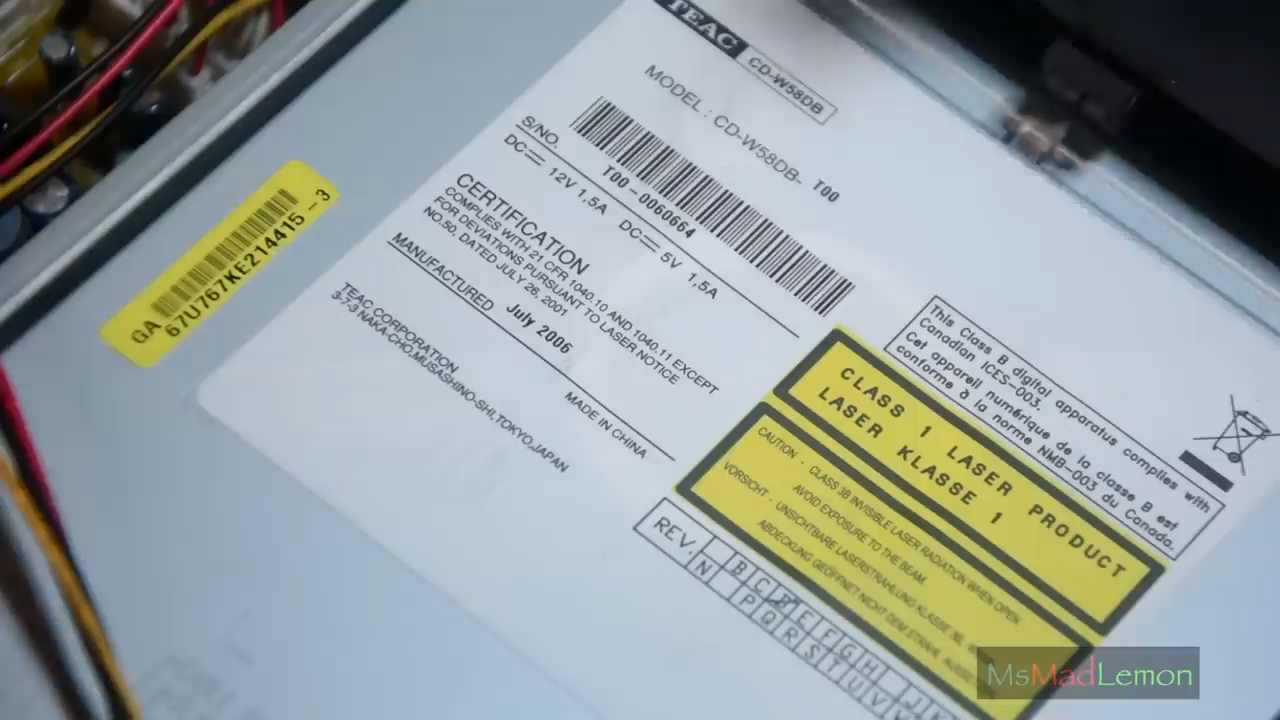 TEAC CD-W58DB
MODEL : CD-W58DB- T00
S/NO.
T00-006064
DC 12V 1,5A DC 5V 1,5A
CERTIFICATION
COMPLIES WITH 21 CFR 1040.10 AND 1040.11 EXCEPT
FOR DEVIATIONS PURSUANT TO LASER NOTICE
NO.50, DATED JULY 26, 2001
MANUFACTURED July 2006
MADE IN CHINA
TEAC CORPORATION
3-7-3 NAKA-CHO,MUSASHINO-SHI,TOKYO,JAPAN
GA
67U767KE214415 -3
This Class B digital apparatus complies with
Canadian ICES-003.
Cet appareil numérique de la classe B est
conforme à la norme NMB-003 du Canada.
CLASS 1 LASER PRODUCT
LASER KLASSE 1
CAUTION - CLASS 3B INVISIBLE LASER RADIATION WHEN OPEN
AVOID EXPOSURE TO THE BEAM.
VORSICHT - UNSICHTBARE LASERSTRAHLUNG KLASSE 3B,
ABDECKUNG GEÖFFNET NICHT DEM STRAHL
REV. B C D E F G H J K
N P Q R S T U V
MsMadLemon